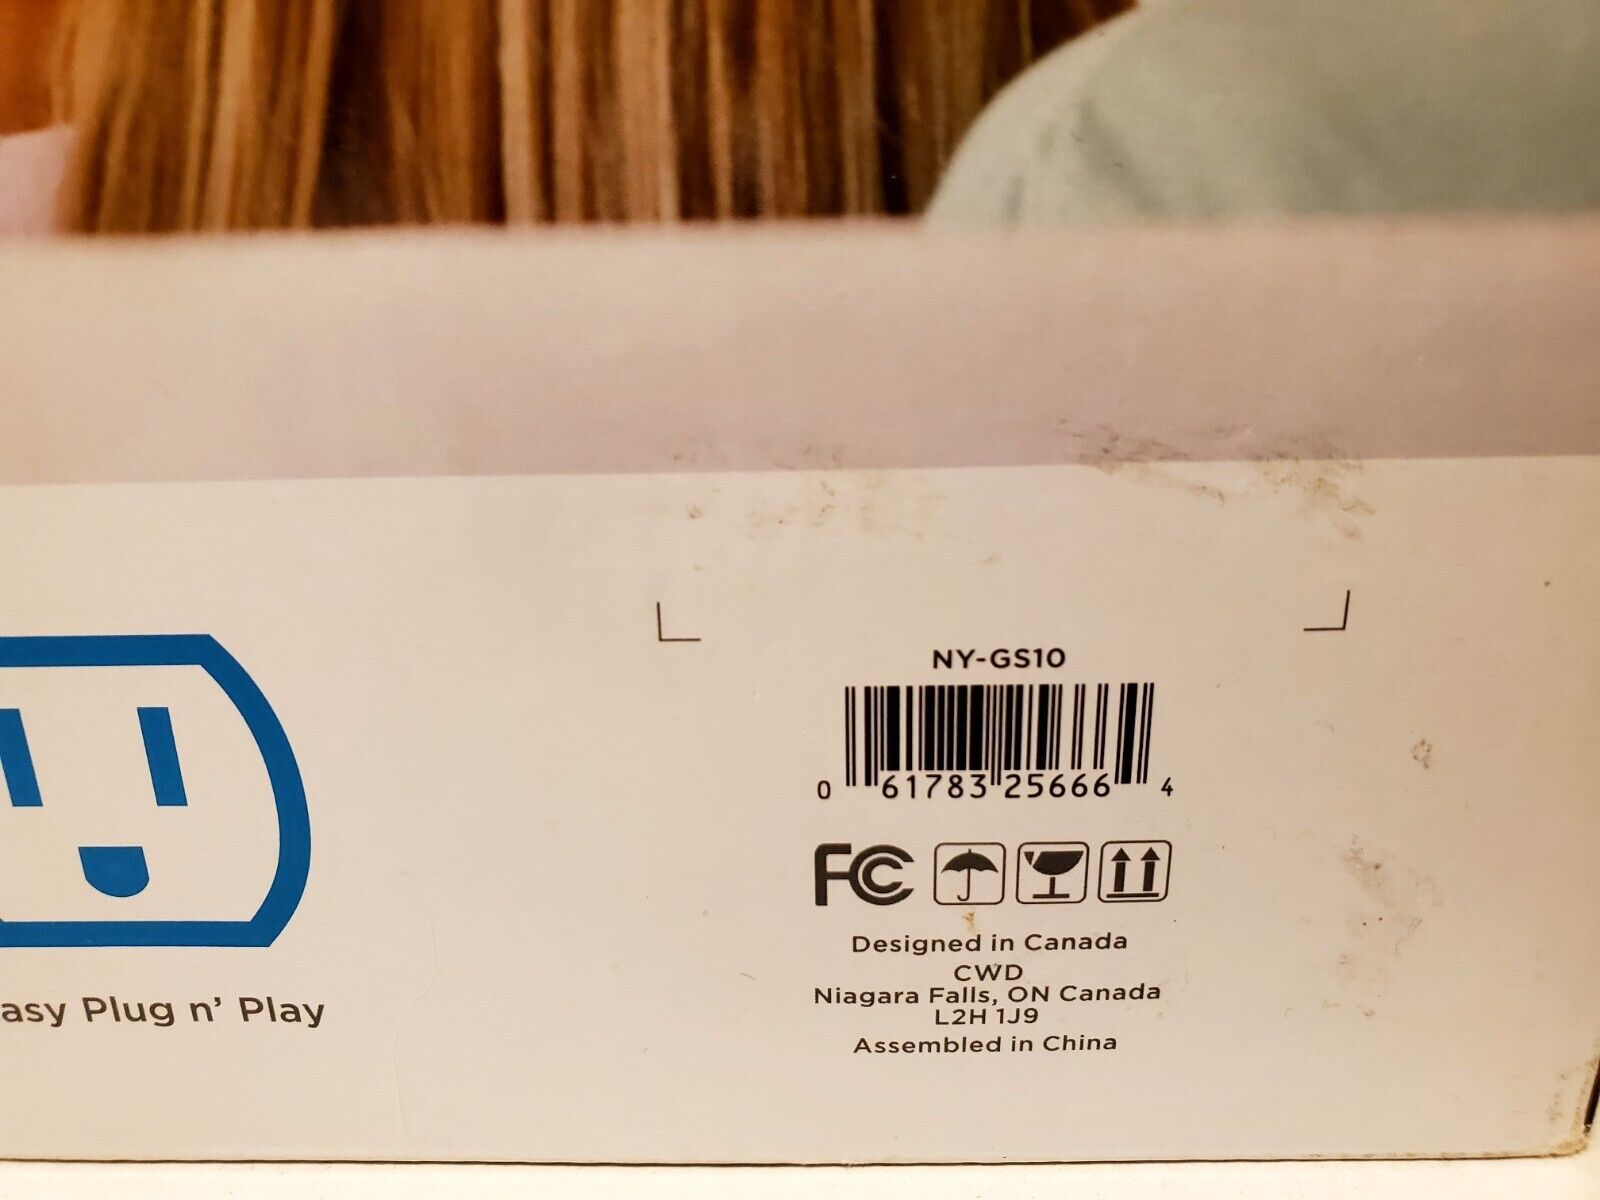 NY-GS10
0 61783 25666 4
FC
Designed in Canada
CWD
Niagara Falls, ON Canada
L2H 1J9
Assembled in China
asy Plug n' Play